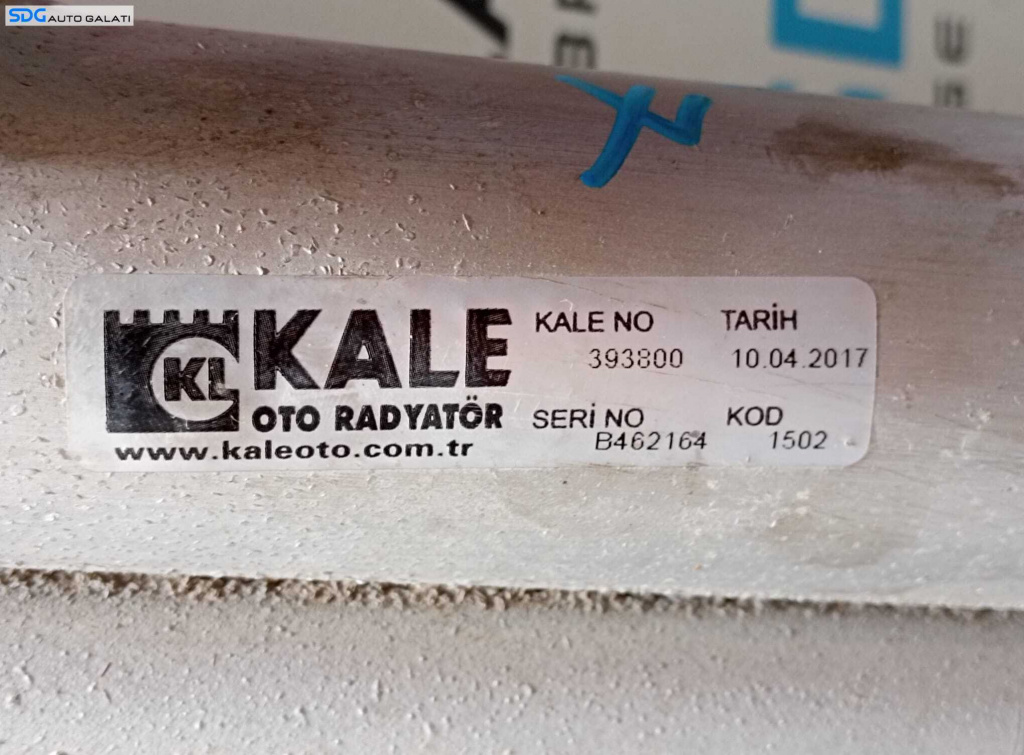 SDG AUTO GALATI
KL KALE
OTO RADYATÖR
www.kaleoto.com.tr
KALE NO TARİH
393800 10.04.2017
SERİ NO KOD
B462164 1502